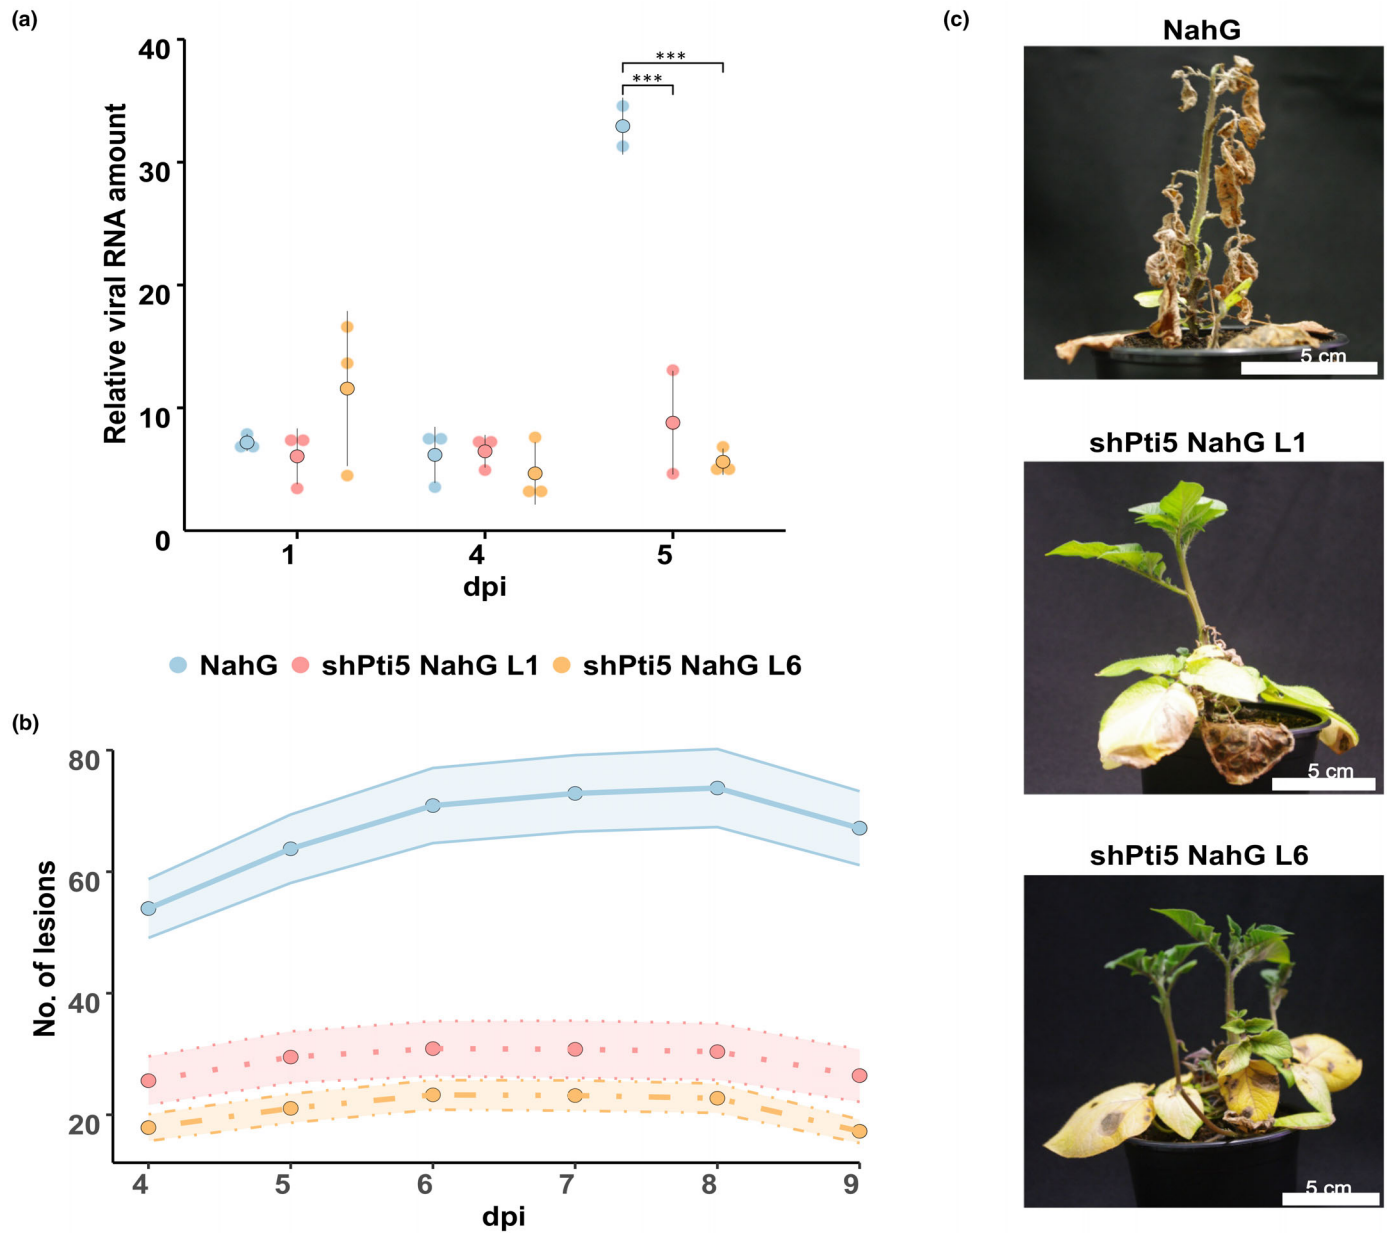 (a)
40
30
20
10
0
Relative viral RNA amount
***
***
1 4 5
dpi
NahG shPti5 NahG L1 shPti5 NahG L6
(b)
80
60
40
20
No. of lesions
4 5 6 7 8 9
dpi
(c)
NahG
5 cm
shPti5 NahG L1
5 cm
shPti5 NahG L6
5 cm